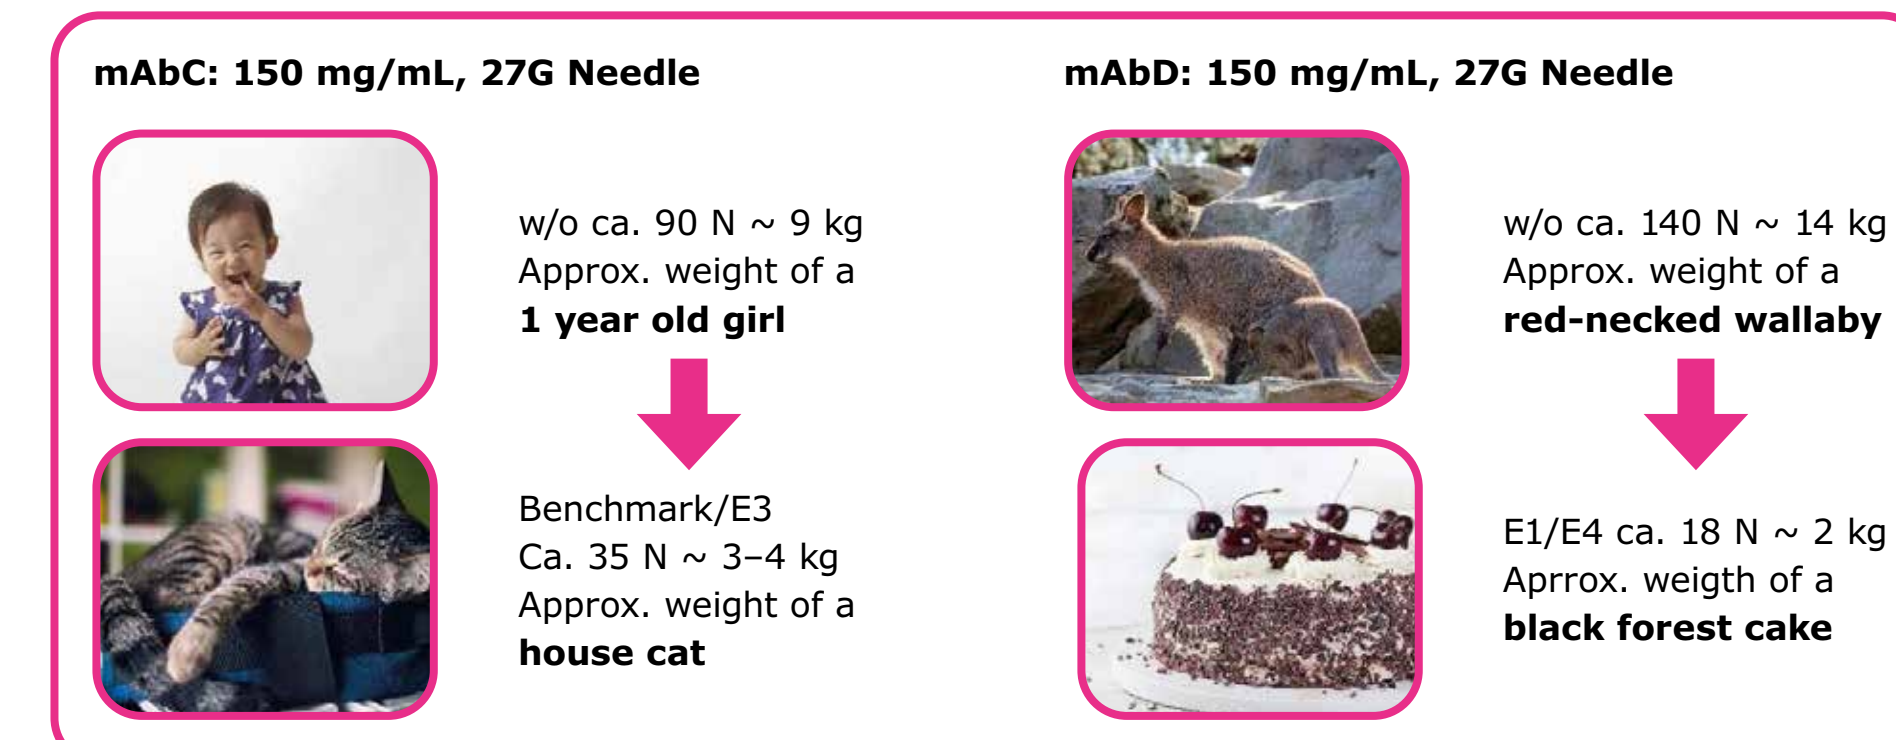 mAbC: 150 mg/mL, 27G Needle
w/o ca. 90 N ~ 9 kg
Approx. weight of a
1 year old girl
Benchmark/E3
Ca. 35 N ~ 3–4 kg
Approx. weight of a
house cat
mAbD: 150 mg/mL, 27G Needle
w/o ca. 140 N ~ 14 kg
Approx. weight of a
red-necked wallaby
E1/E4 ca. 18 N ~ 2 kg
Aprrox. weigth of a
black forest cake